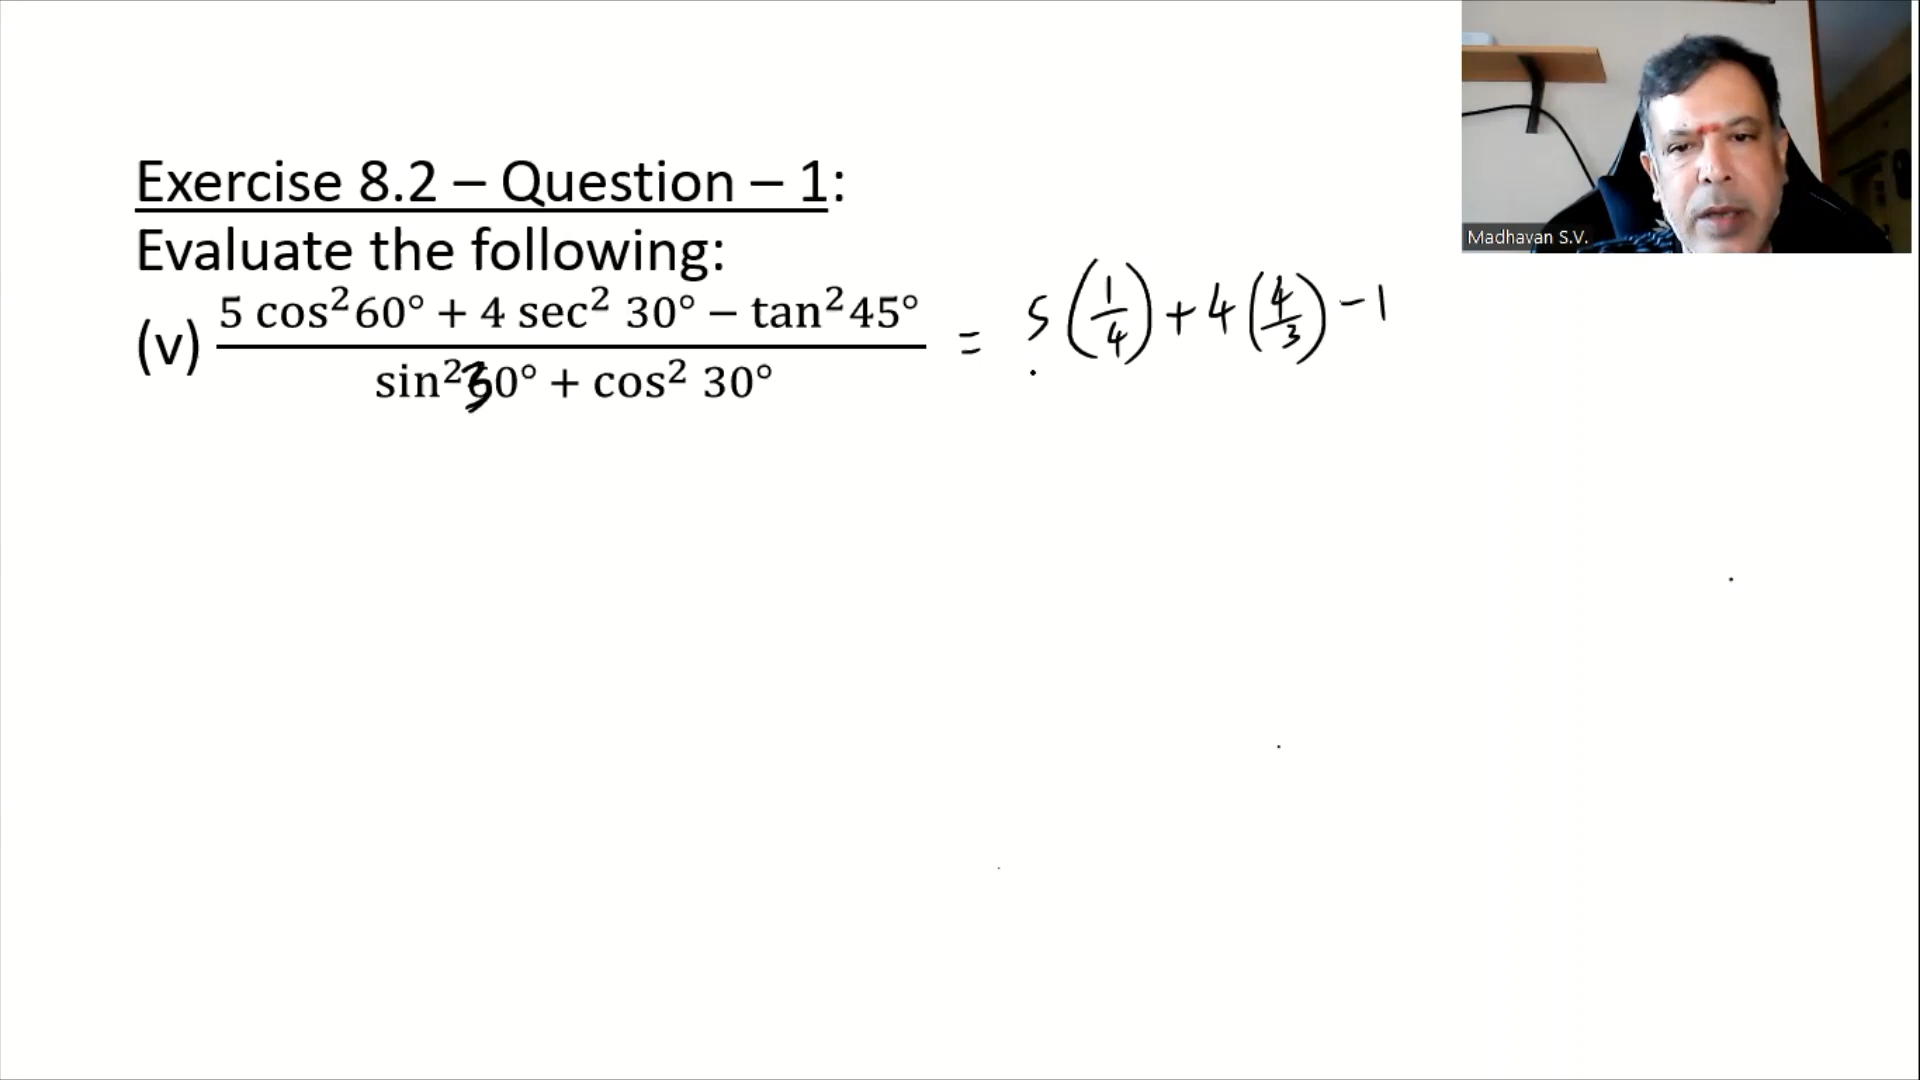 Exercise 8.2 – Question – 1:
Evaluate the following:
(v) (5 cos²60° + 4 sec² 30° – tan²45°) / (sin²30° + cos² 30°) = 5(1/4) + 4(4/3) - 1
Madhavan S.V.